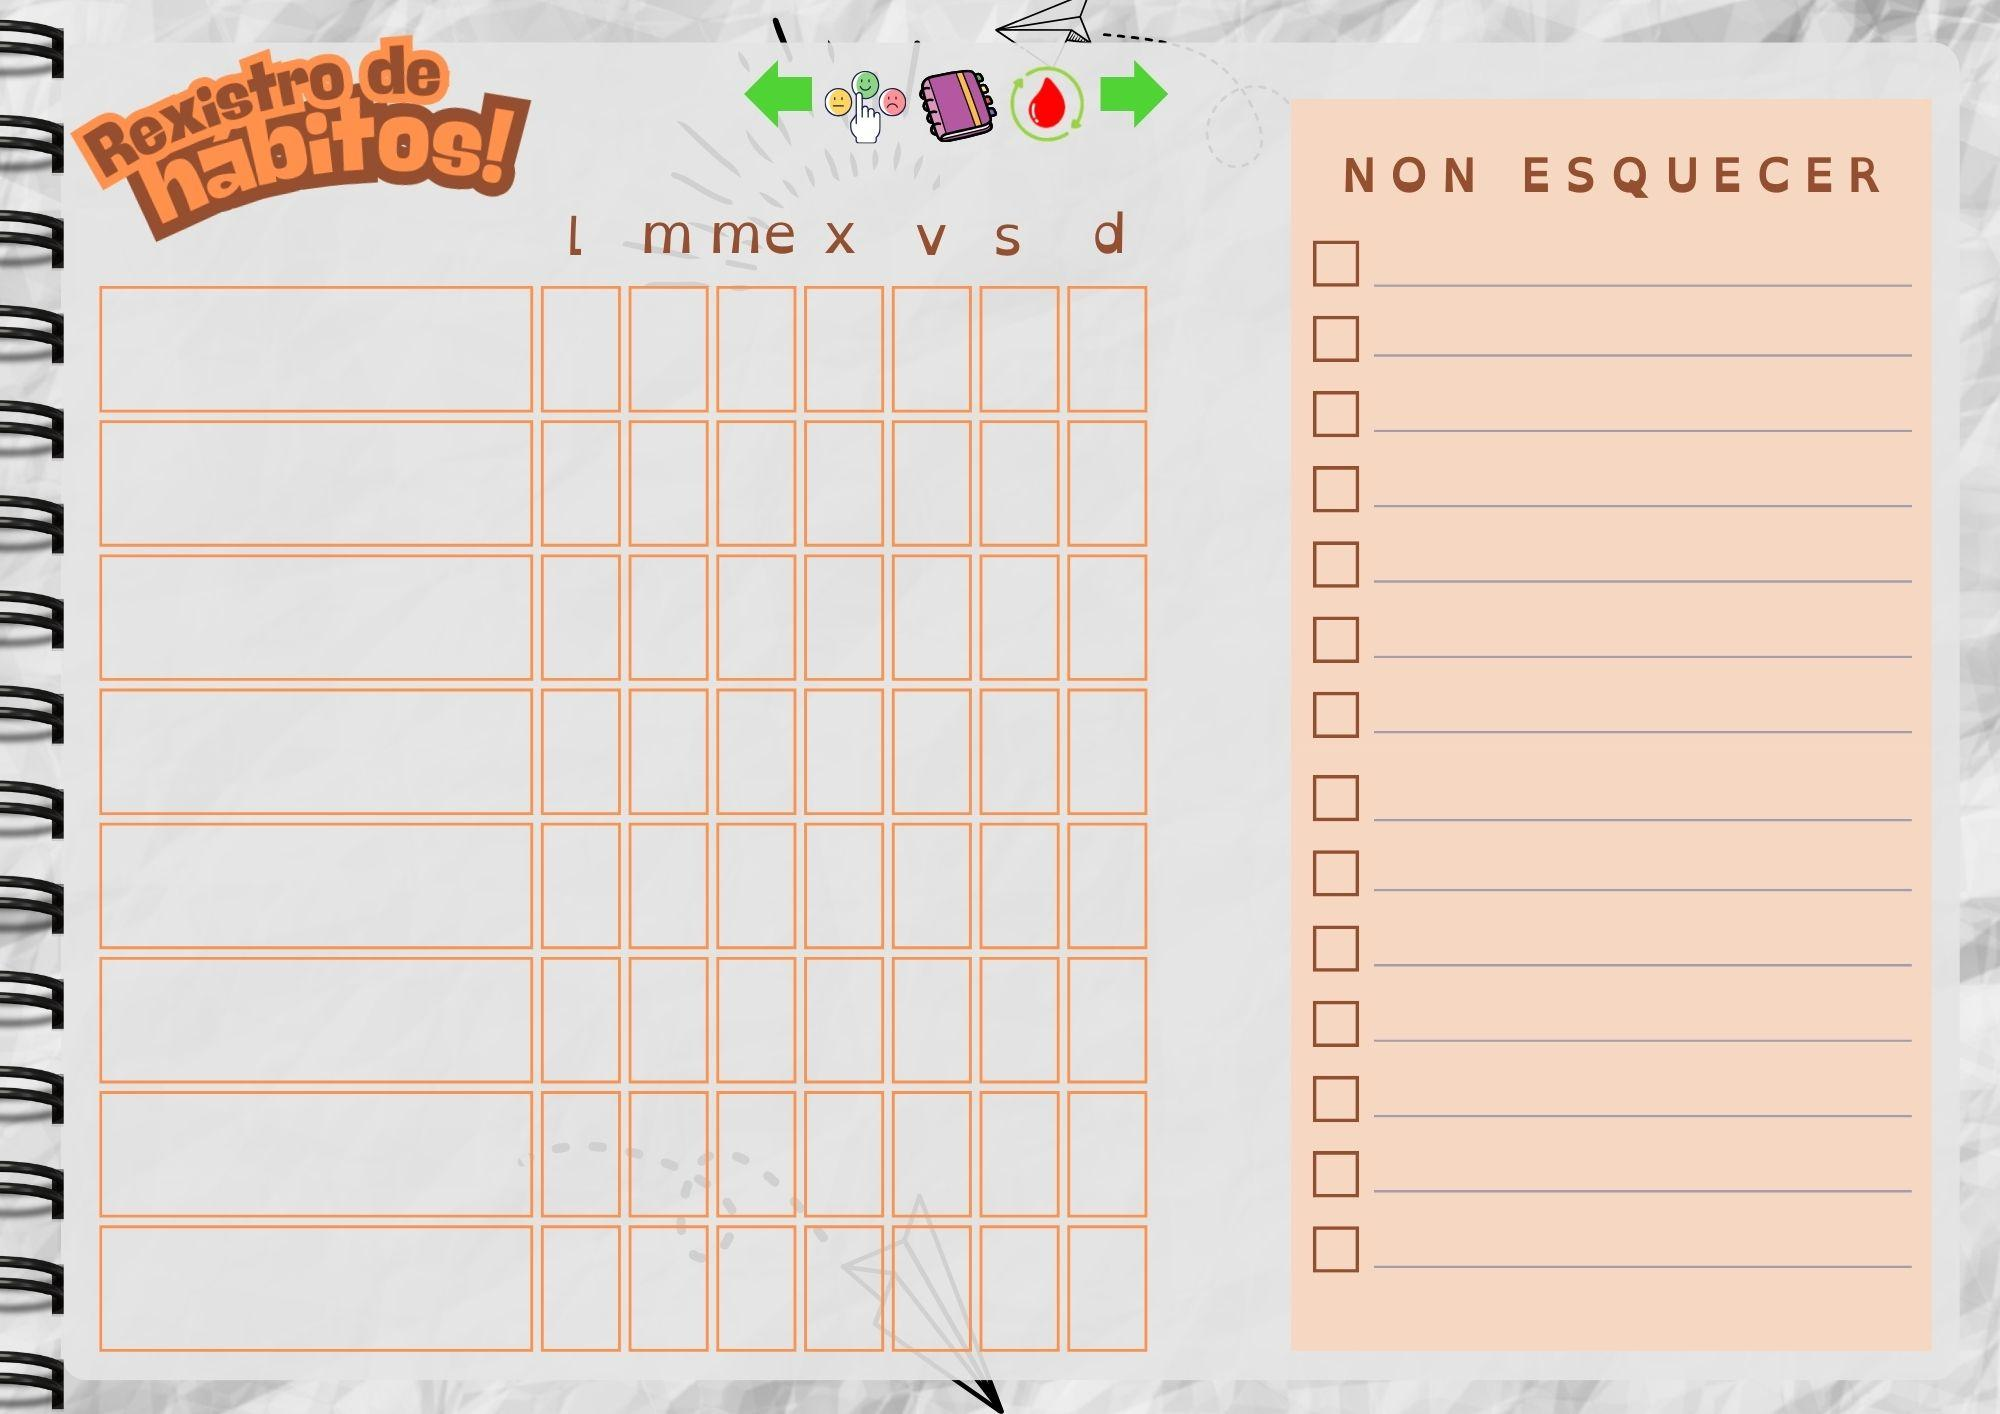 Rexistro de
hábitos!
l m me x v s d
NON ESQUECER